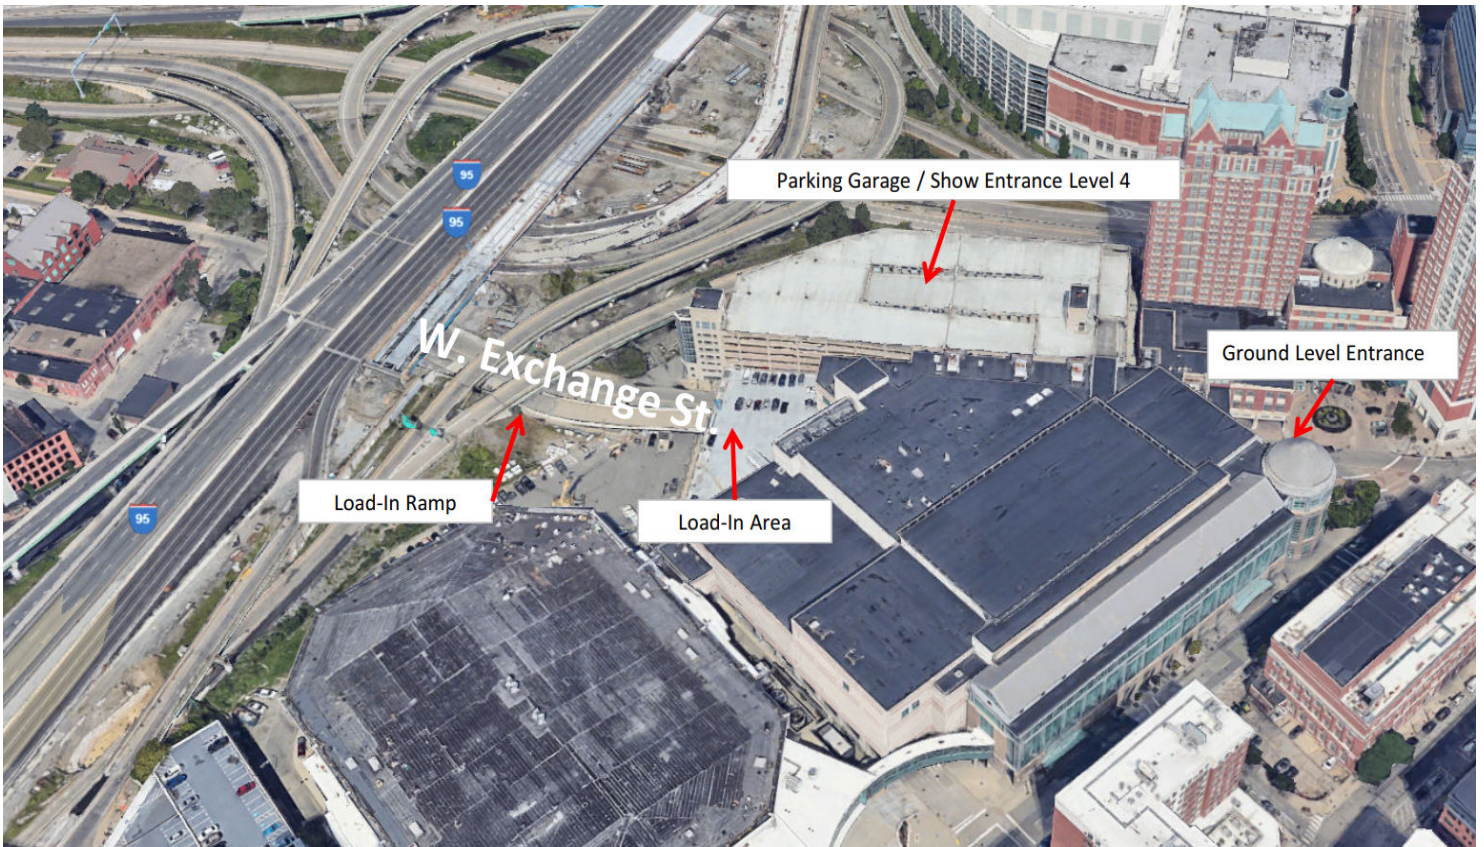 95
Parking Garage / Show Entrance Level 4
95
W. Exchange St.
Ground Level Entrance
Load-In Ramp
Load-In Area
95